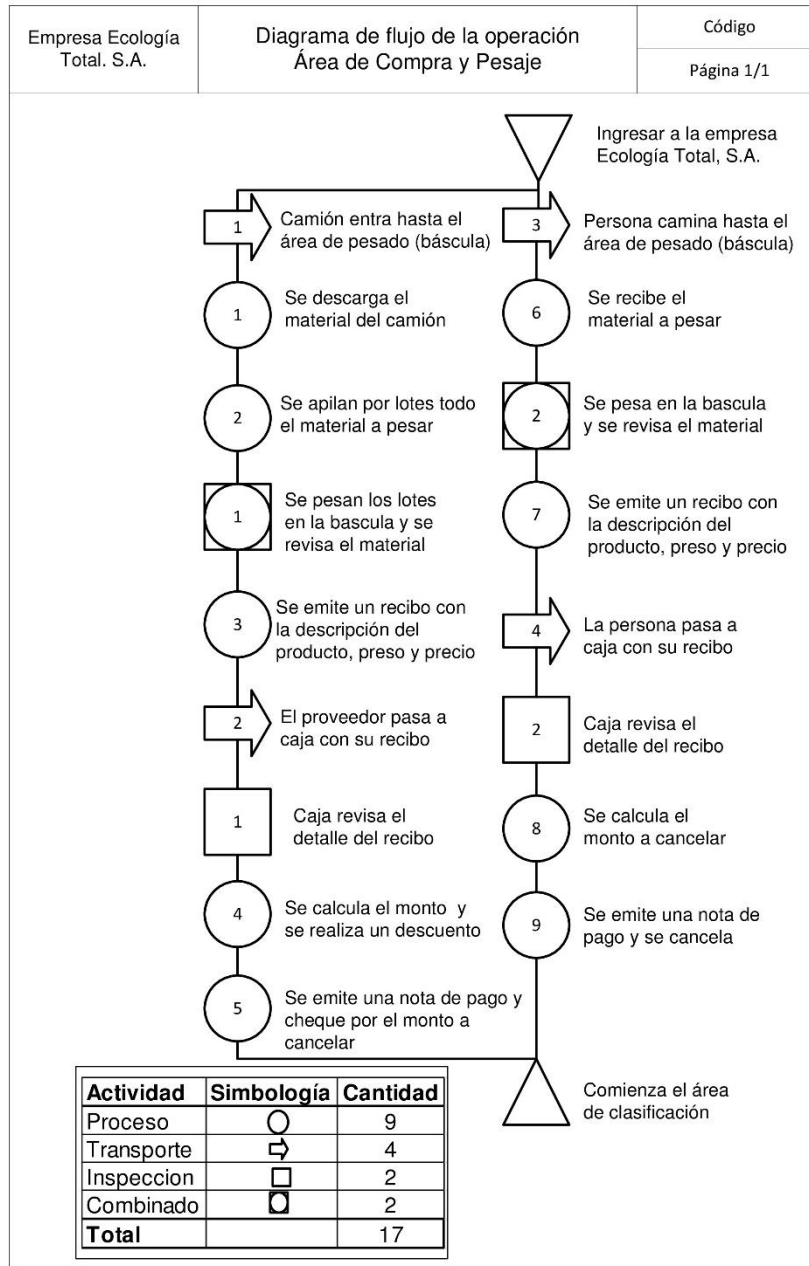 Empresa Ecología
Total. S.A.
Diagrama de flujo de la operación
Área de Compra y Pesaje
Código
Página 1/1
Ingresar a la empresa
Ecología Total, S.A.
1
Camión entra hasta el
área de pesado (báscula)
1
Se descarga el
material del camión
2
Se apilan por lotes todo
el material a pesar
1
Se pesan los lotes
en la bascula y se
revisa el material
3
Se emite un recibo con
la descripción del
producto, preso y precio
2
El proveedor pasa a
caja con su recibo
1
Caja revisa el
detalle del recibo
4
Se calcula el monto y
se realiza un descuento
5
Se emite una nota de pago y
cheque por el monto a
cancelar
3
Persona camina hasta el
área de pesado (báscula)
6
Se recibe el
material a pesar
2
Se pesa en la bascula
y se revisa el material
7
Se emite un recibo con
la descripción del
producto, preso y precio
4
La persona pasa a
caja con su recibo
2
Caja revisa el
detalle del recibo
8
Se calcula el
monto a cancelar
9
Se emite una nota de
pago y se cancela
Comienza el área
de clasificación
Actividad Simbología Cantidad
Proceso 9
Transporte 4
Inspeccion 2
Combinado 2
Total 17